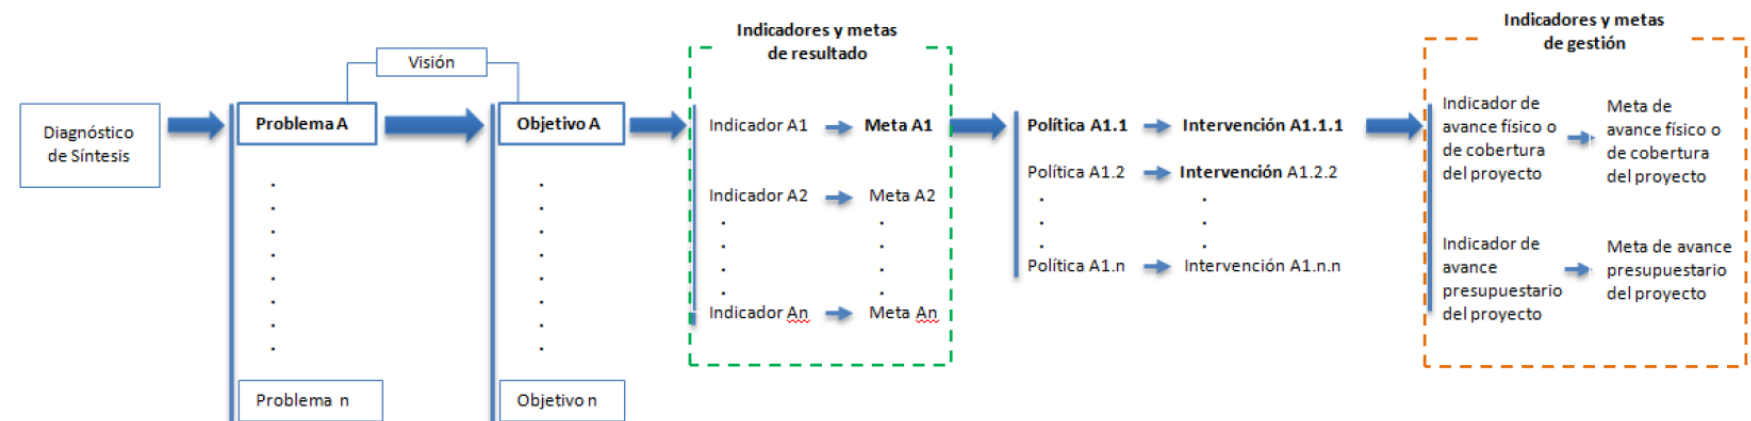 Diagnóstico
de Síntesis
Visión
Problema A
Problema n
Objetivo A
Objetivo n
Indicadores y metas
de resultado
Indicador A1
Meta A1
Indicador A2
Meta A2
Indicador An
Meta An
Política A1.1
Intervención A1.1.1
Política A1.2
Intervención A1.2.2
Política A1.n
Intervención A1.n.n
Indicadores y metas
de gestión
Indicador de
avance físico o
de cobertura
del proyecto
Meta de
avance físico o
de cobertura
del proyecto
Indicador de
avance
presupuestario
del proyecto
Meta de avance
presupuestario
del proyecto